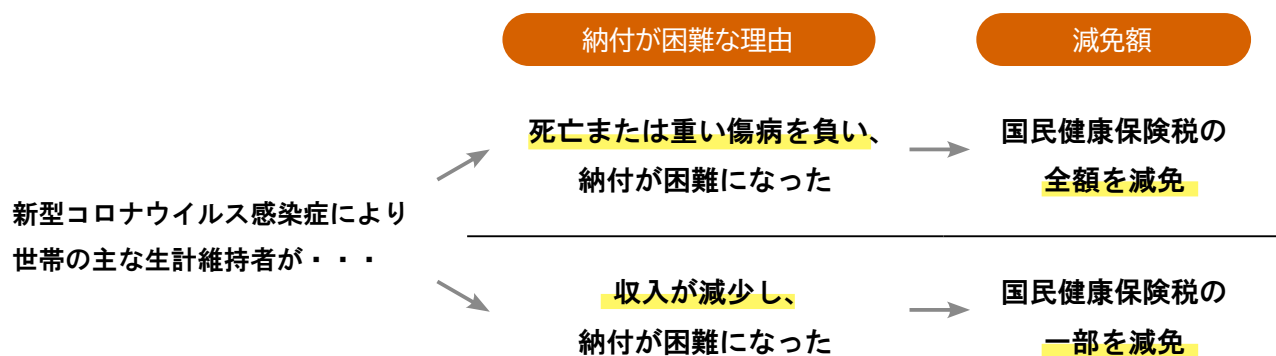 納付が困難な理由
減免額
新型コロナウイルス感染症により
世帯の主な生計維持者が・・・
死亡または重い傷病を負い、
納付が困難になった
国民健康保険税の
全額を減免
収入が減少し、
納付が困難になった
国民健康保険税の
一部を減免